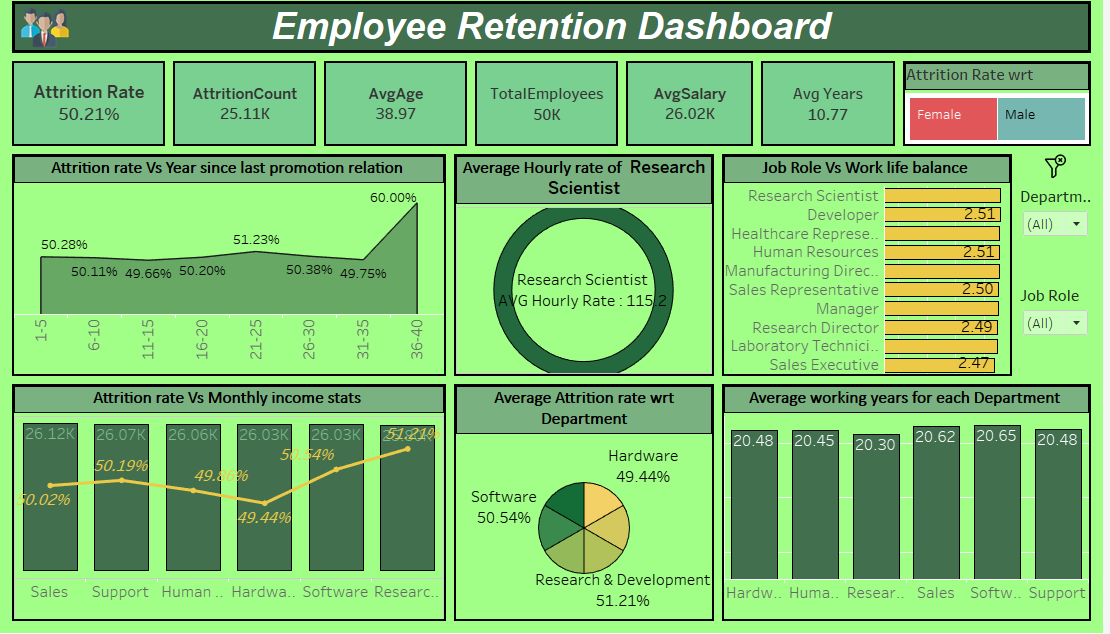 Employee Retention Dashboard
Attrition Rate
50.21%
AttritionCount
25.11K
AvgAge
38.97
TotalEmployees
50K
AvgSalary
26.02K
Avg Years
10.77
Attrition Rate wrt
Female
Male
Attrition rate Vs Year since last promotion relation
50.28%
50.11%
49.66%
50.20%
51.23%
50.38%
49.75%
60.00%
1-5
6-10
11-15
16-20
21-25
26-30
31-35
36-40
Average Hourly rate of Research
Scientist
Research Scientist
AVG Hourly Rate : 115.2
Job Role Vs Work life balance
Research Scientist
Developer 2.51
Healthcare Represe..
Human Resources 2.51
Manufacturing Direc..
Sales Representative 2.50
Manager
Research Director 2.49
Laboratory Technici..
Sales Executive 2.47
Departm..
(All)
Job Role
(All)
Attrition rate Vs Monthly income stats
26.12K
26.07K
26.06K
26.03K
26.03K
50.02%
50.19%
49.86%
49.44%
50.54%
51.21%
Sales
Support
Human ..
Hardwa..
Software
Researc..
Average Attrition rate wrt
Department
Hardware
49.44%
Software
50.54%
Research & Development
51.21%
Average working years for each Department
20.48
20.45
20.30
20.62
20.65
20.48
Hardw..
Huma..
Resear..
Sales
Softw..
Support